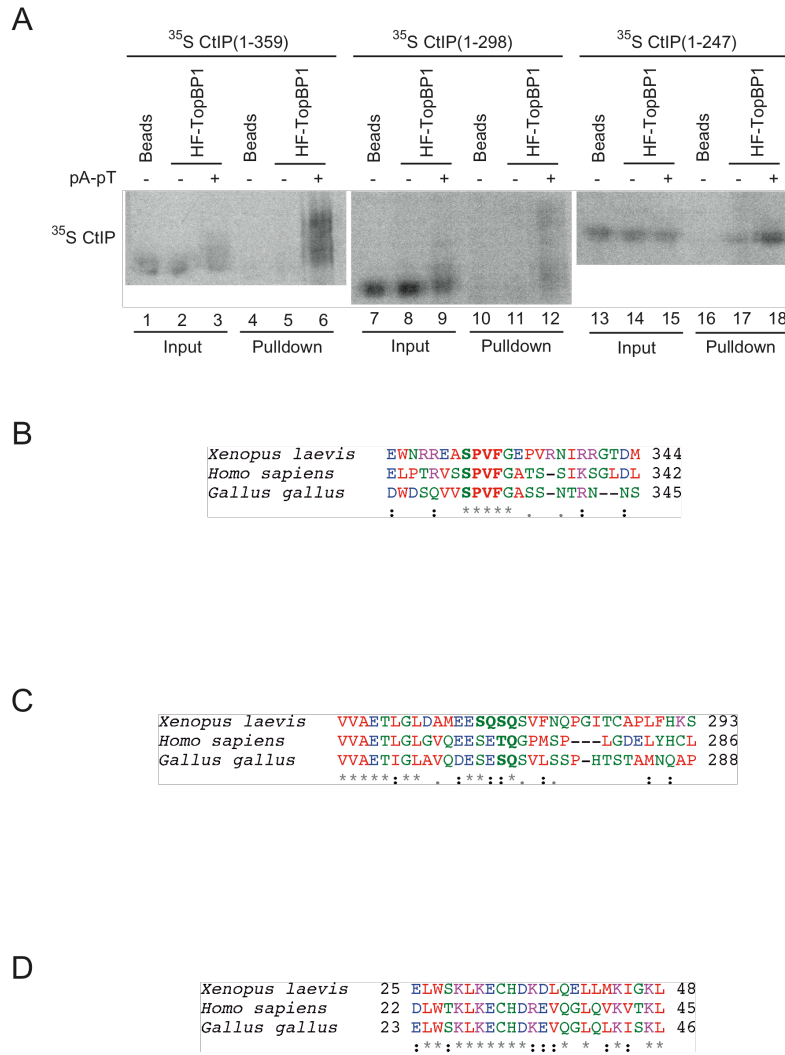 A
35S CtIP(1-359) 35S CtIP(1-298) 35S CtIP(1-247)
Beads HF-TopBP1 Beads HF-TopBP1 Beads HF-TopBP1 Beads HF-TopBP1 Beads HF-TopBP1 Beads HF-TopBP1
pA-pT - - + - - + - - + - - + - - + - - +
35S CtIP
1 2 3 4 5 6 7 8 9 10 11 12 13 14 15 16 17 18
Input Pulldown Input Pulldown Input Pulldown
B
Xenopus laevis EWNRREASPVFGEPVRNIRRGTDM 344
Homo sapiens ELPTRVSSPVFGATS-SIKSGLDL 342
Gallus gallus DWDSQVVSPVFGASS-NTRN--NS 345
: : ***** . . : :
C
Xenopus laevis VVAETLGLDAMEESQSQSVFNQPGITCAPLFHKS 293
Homo sapiens VVAETLGLGVQEESETQGPMSP---LGDELYHCL 286
Gallus gallus VVAETIGLAVQDESESQSVLSSP-HTSTAMNQAP 288
*****:** . :**::*. :. : :
D
Xenopus laevis 25 ELWSKLKECHDKDLQELLMKIGKL 48
Homo sapiens 22 DLWTKLKECHDREVQGLQVKVTKL 45
Gallus gallus 23 ELWSKLKECHDKEVQGLQLKISKL 46
:**:*******:::* * :*: **